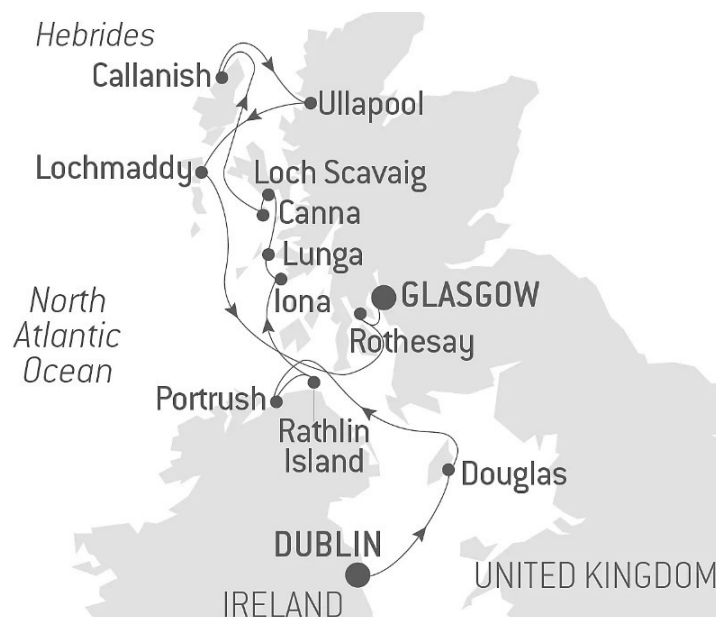 Hebrides
Callanish
Ullapool
Lochmaddy
Loch Scavaig
Canna
Lunga
Iona
GLASGOW
Rothesay
North
Atlantic
Ocean
Portrush
Rathlin
Island
Douglas
DUBLIN
UNITED KINGDOM
IRELAND